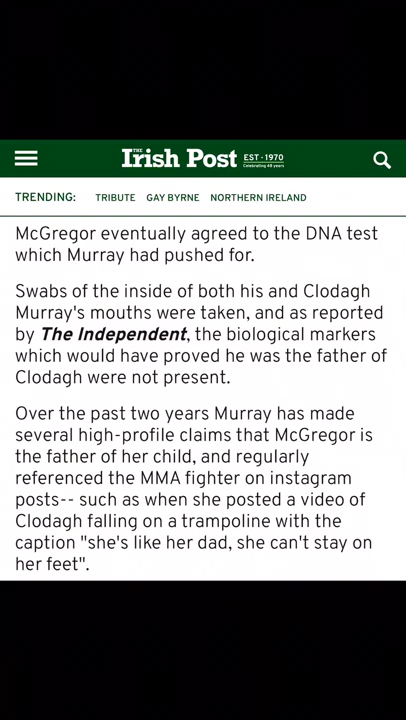 THE Irish Post EST - 1970
Celebrating 48 years
TRENDING: TRIBUTE GAY BYRNE NORTHERN IRELAND
McGregor eventually agreed to the DNA test
which Murray had pushed for.
Swabs of the inside of both his and Clodagh
Murray's mouths were taken, and as reported
by The Independent, the biological markers
which would have proved he was the father of
Clodagh were not present.
Over the past two years Murray has made
several high-profile claims that McGregor is
the father of her child, and regularly
referenced the MMA fighter on instagram
posts-- such as when she posted a video of
Clodagh falling on a trampoline with the
caption "she's like her dad, she can't stay on
her feet".